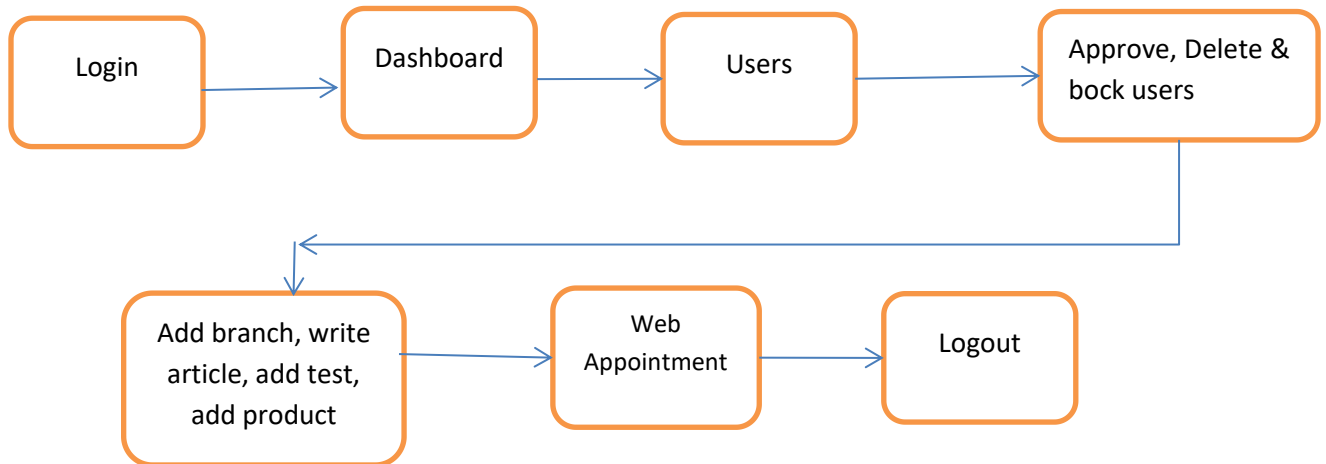 Login
Dashboard
Users
Approve, Delete &
bock users
Add branch, write
article, add test,
add product
Web
Appointment
Logout